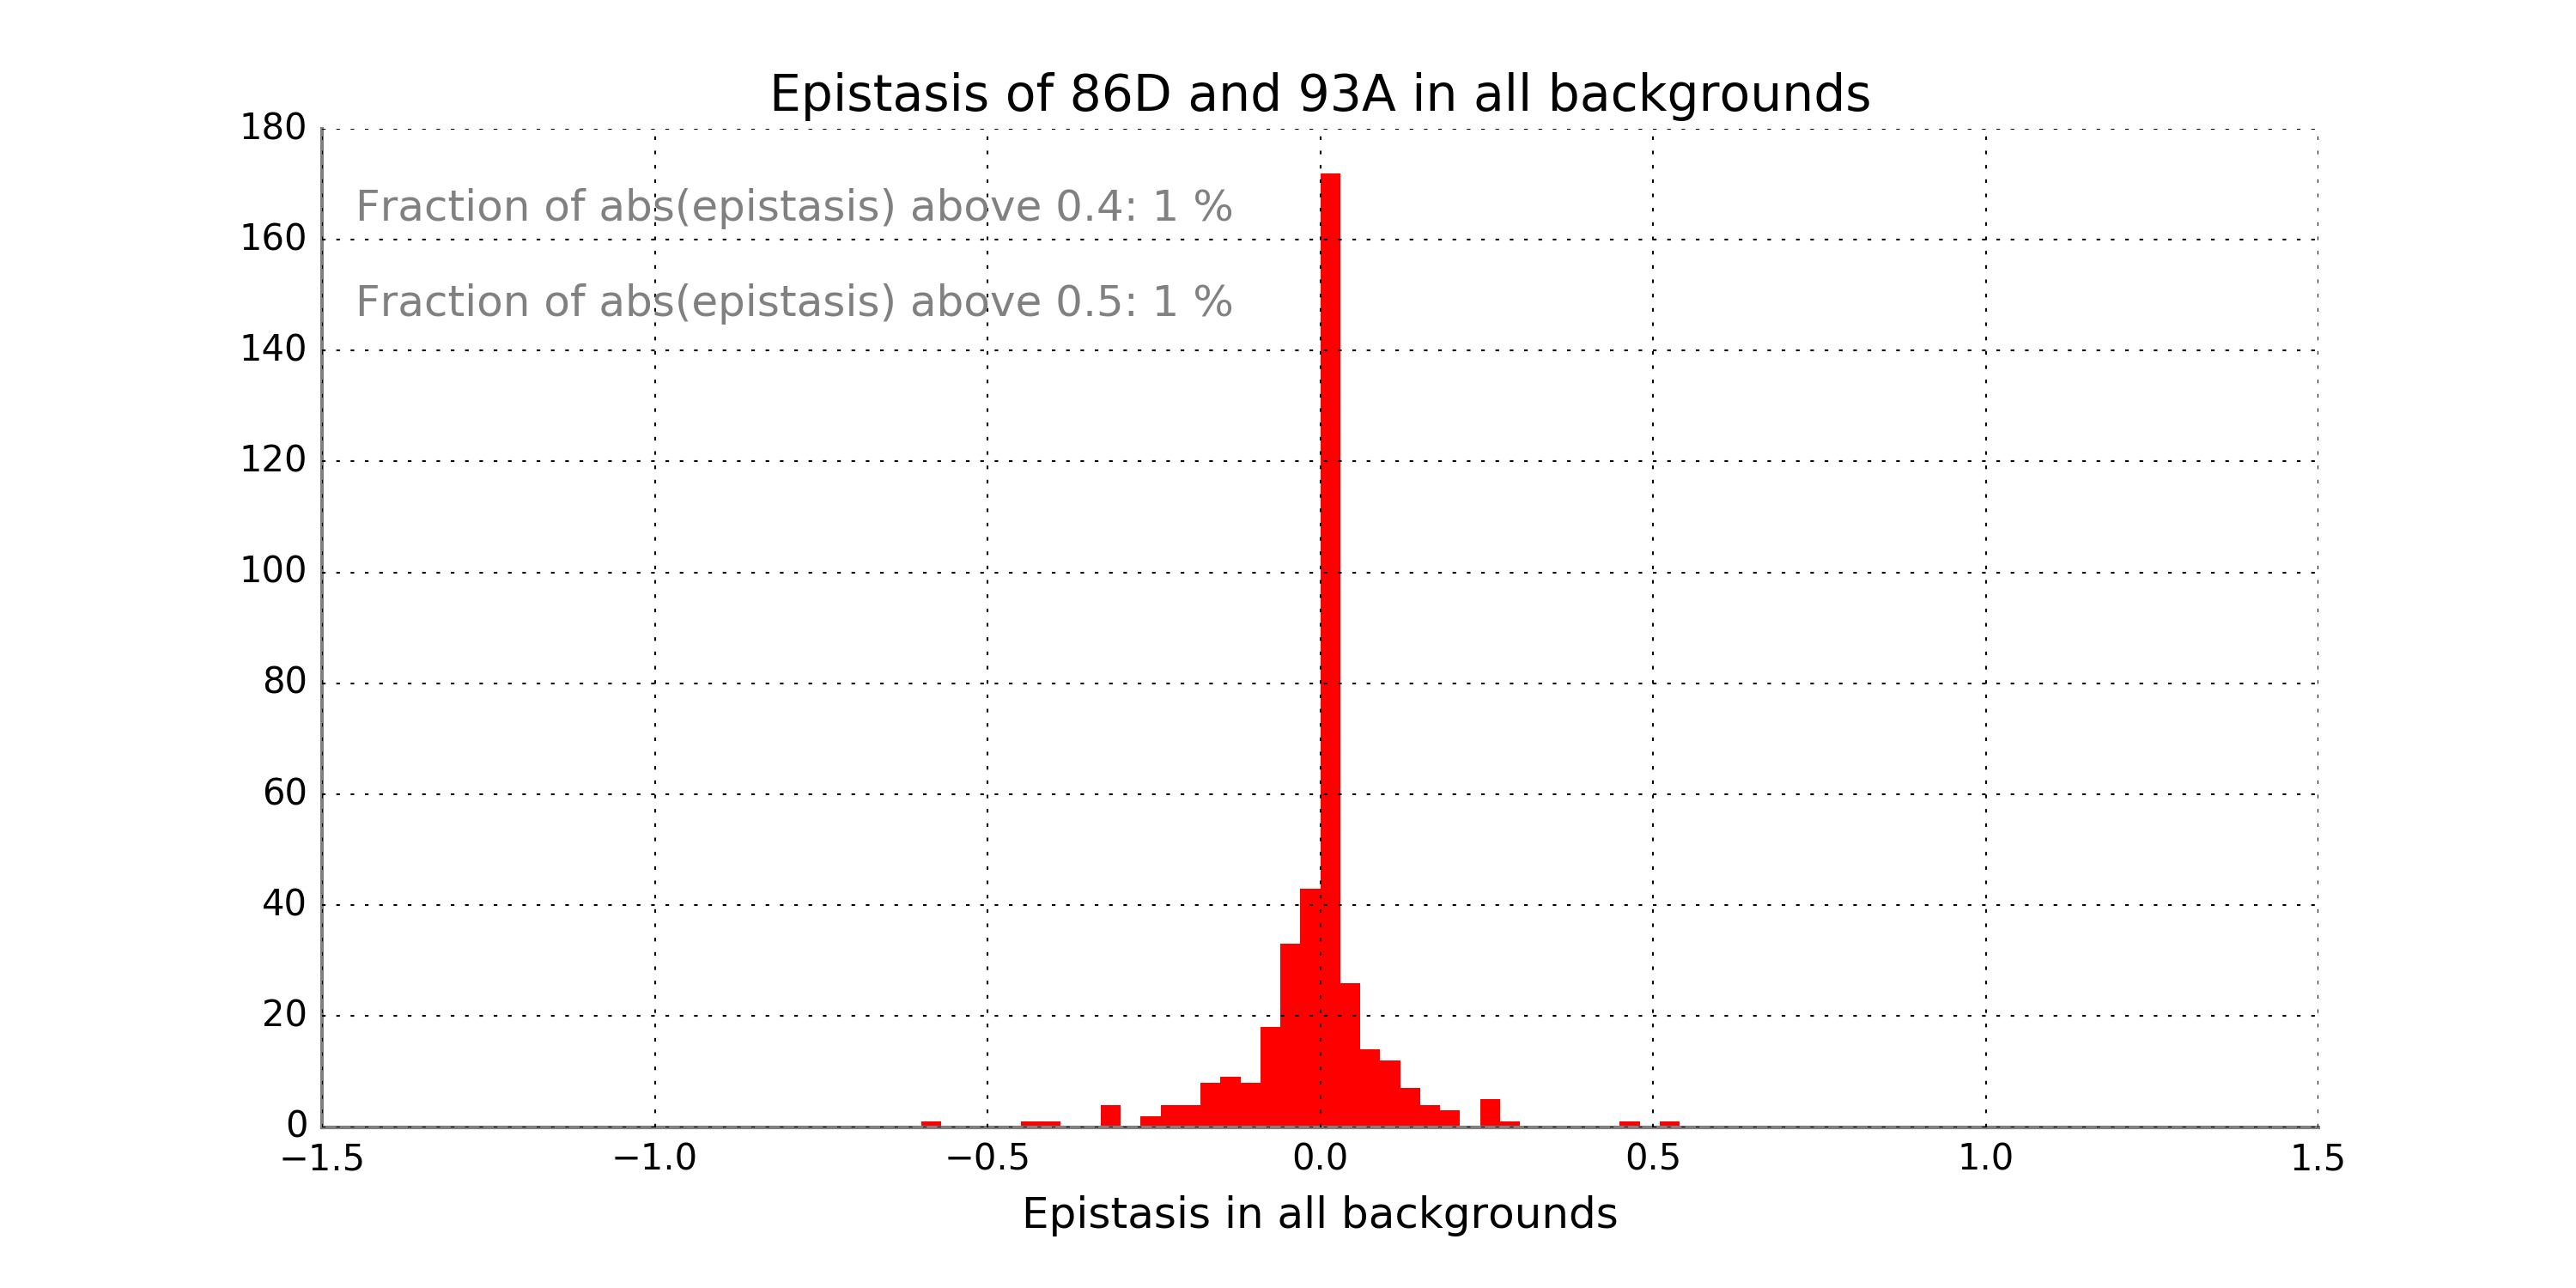 Epistasis of 86D and 93A in all backgrounds
180
Fraction of abs(epistasis) above 0.4: 1 %
160
Fraction of abs(epistasis) above 0.5: 1 %
140
120
100
80
60
40
20
0
−1.5 −1.0 −0.5 0.0 0.5 1.0 1.5
Epistasis in all backgrounds